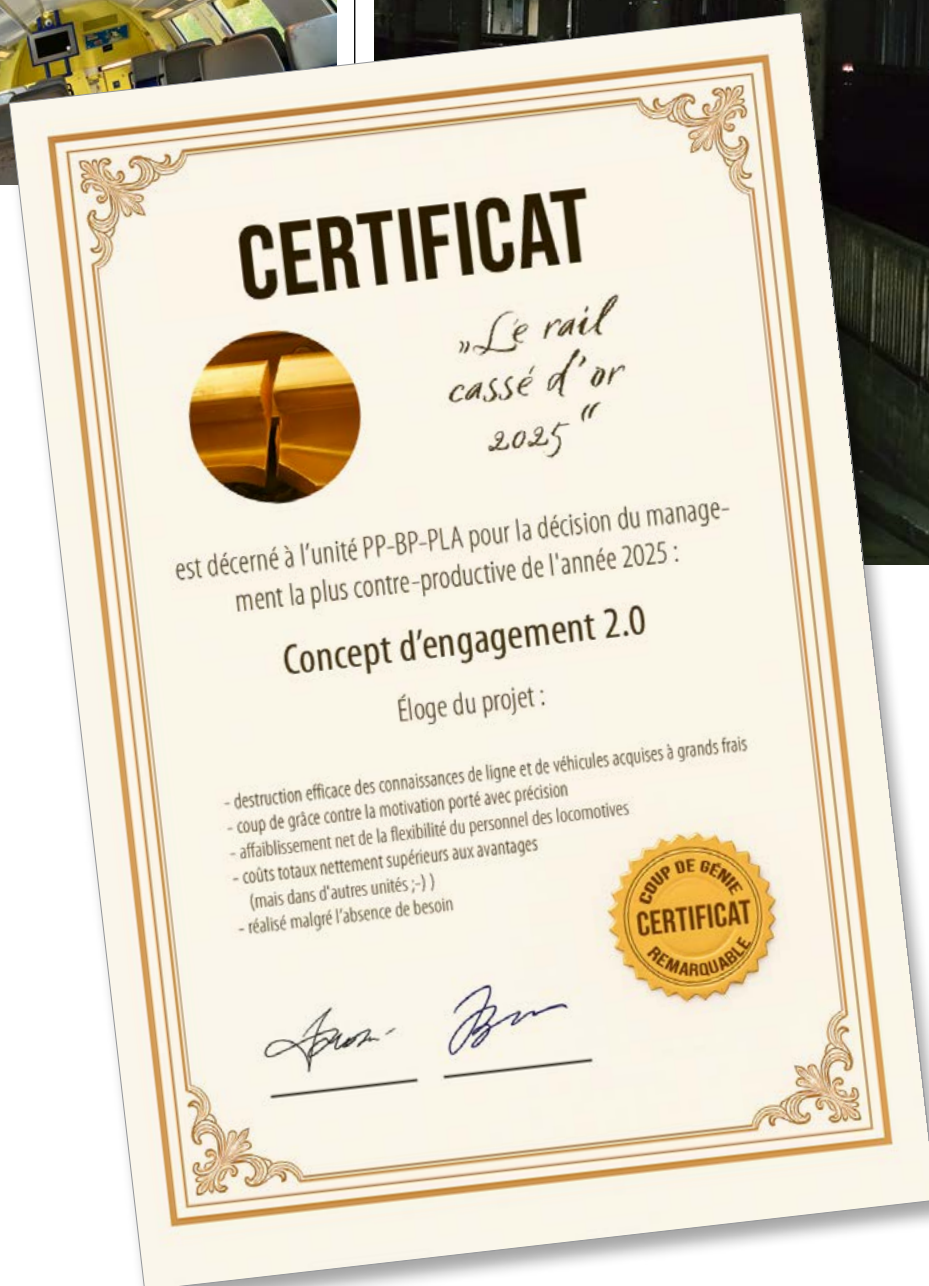 CERTIFICAT
„Le rail
cassé d'or
2025“
est décerné à l'unité PP-BP-PLA pour la décision du manage-
ment la plus contre-productive de l'année 2025 :
Concept d'engagement 2.0
Éloge du projet :
- destruction efficace des connaissances de ligne et de véhicules acquises à grands frais
- coup de grâce contre la motivation porté avec précision
- affaiblissement net de la flexibilité du personnel des locomotives
- coûts totaux nettement supérieurs aux avantages
(mais dans d'autres unités ;-) )
- réalisé malgré l'absence de besoin
COUP DE GÉNIE
CERTIFICAT
REMARQUABLE